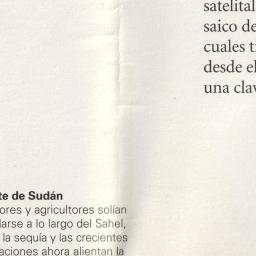 satelital
saico de
cuales t
desde el
una clav
te de Sudán
ores y agricultores solían
larse a lo largo del Sahel,
la sequía y las crecientes
aciones ahora alientan la